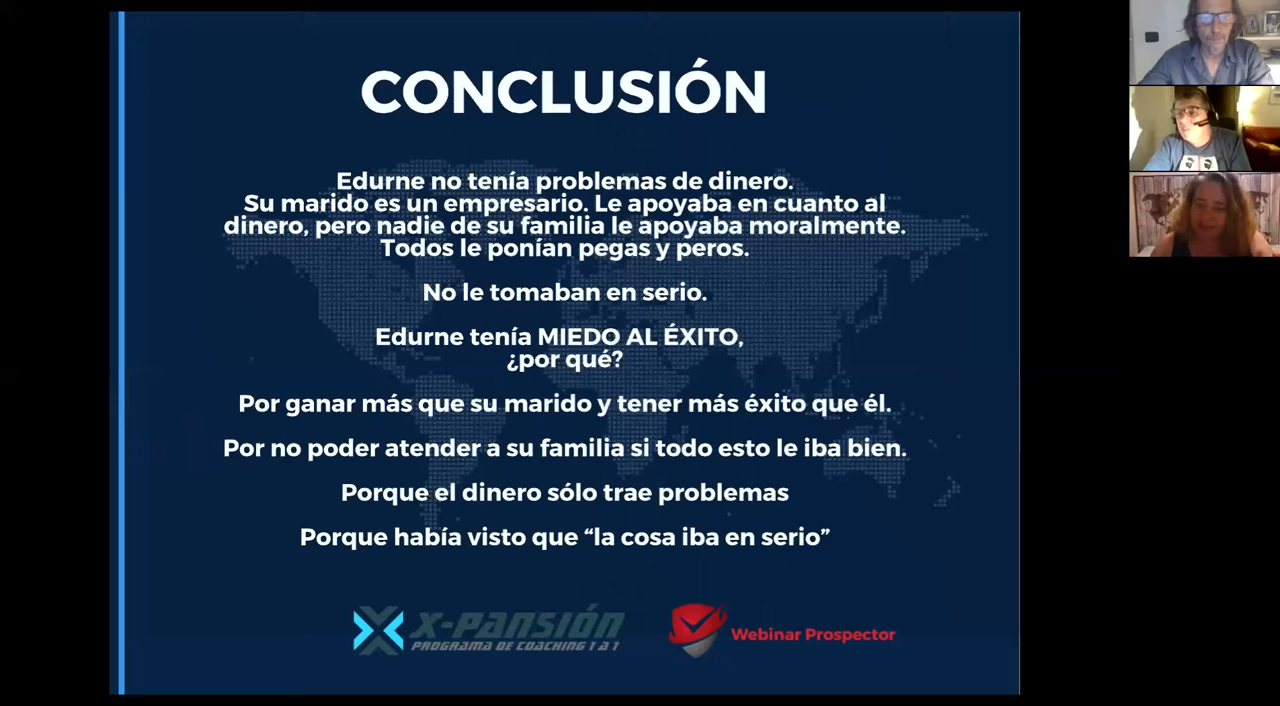 CONCLUSIÓN
Edurne no tenía problemas de dinero.
Su marido es un empresario. Le apoyaba en cuanto al
dinero, pero nadie de su familia le apoyaba moralmente.
Todos le ponían pegas y peros.
No le tomaban en serio.
Edurne tenía MIEDO AL ÉXITO,
¿por qué?
Por ganar más que su marido y tener más éxito que él.
Por no poder atender a su familia si todo esto le iba bien.
Porque el dinero sólo trae problemas
Porque había visto que “la cosa iba en serio”
X-PANSIÓN
PROGRAMA DE COACHING 1 A 1
Webinar Prospector